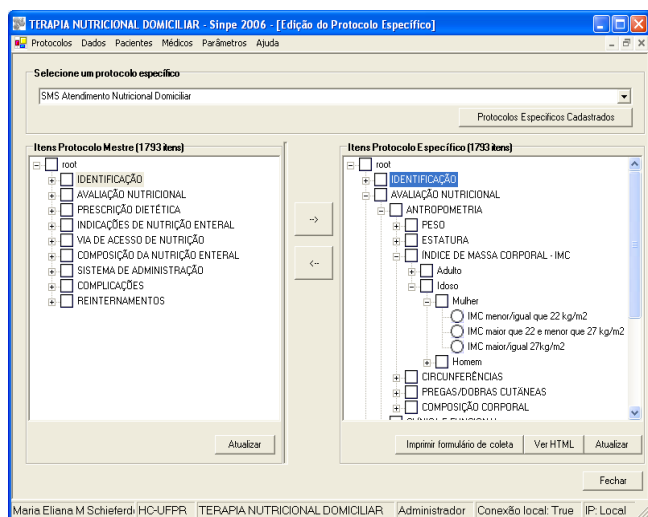 TERAPIA NUTRICIONAL DOMICILIAR - Sinpe 2006 - [Edição do Protocolo Específico]
Protocolos Dados Pacientes Médicos Parâmetros Ajuda
Selecione um protocolo específico
SMS Atendimento Nutricional Domiciliar
Protocolos Especificos Cadastrados
Itens Protocolo Mestre (1793 itens)
root
IDENTIFICAÇÃO
AVALIAÇÃO NUTRICIONAL
PRESCRIÇÃO DIETÉTICA
INDICAÇÕES DE NUTRIÇÃO ENTERAL
VIA DE ACESSO DE NUTRIÇÃO
COMPOSIÇÃO DA NUTRIÇÃO ENTERAL
SISTEMA DE ADMINISTRAÇÃO
COMPLICAÇÕES
REINTERNAMENTOS
Atualizar
-->
<--
Itens Protocolo Específico (1793 itens)
root
IDENTIFICAÇÃO
AVALIAÇÃO NUTRICIONAL
ANTROPOMETRIA
PESO
ESTATURA
ÍNDICE DE MASSA CORPORAL - IMC
Adulto
Idoso
Mulher
IMC menor/igual que 22 kg/m2
IMC maior que 22 e menor que 27 kg/m2
IMC maior/igual 27kg/m2
Homem
CIRCUNFERÊNCIAS
PREGAS/DOBRAS CUTÂNEAS
COMPOSIÇÃO CORPORAL
Imprimir formulário de coleta Ver HTML Atualizar
Fechar
Maria Eliana M Schieferd HC-UFPR TERAPIA NUTRICIONAL DOMICILIAR Administrador Conexão local: True IP: Local